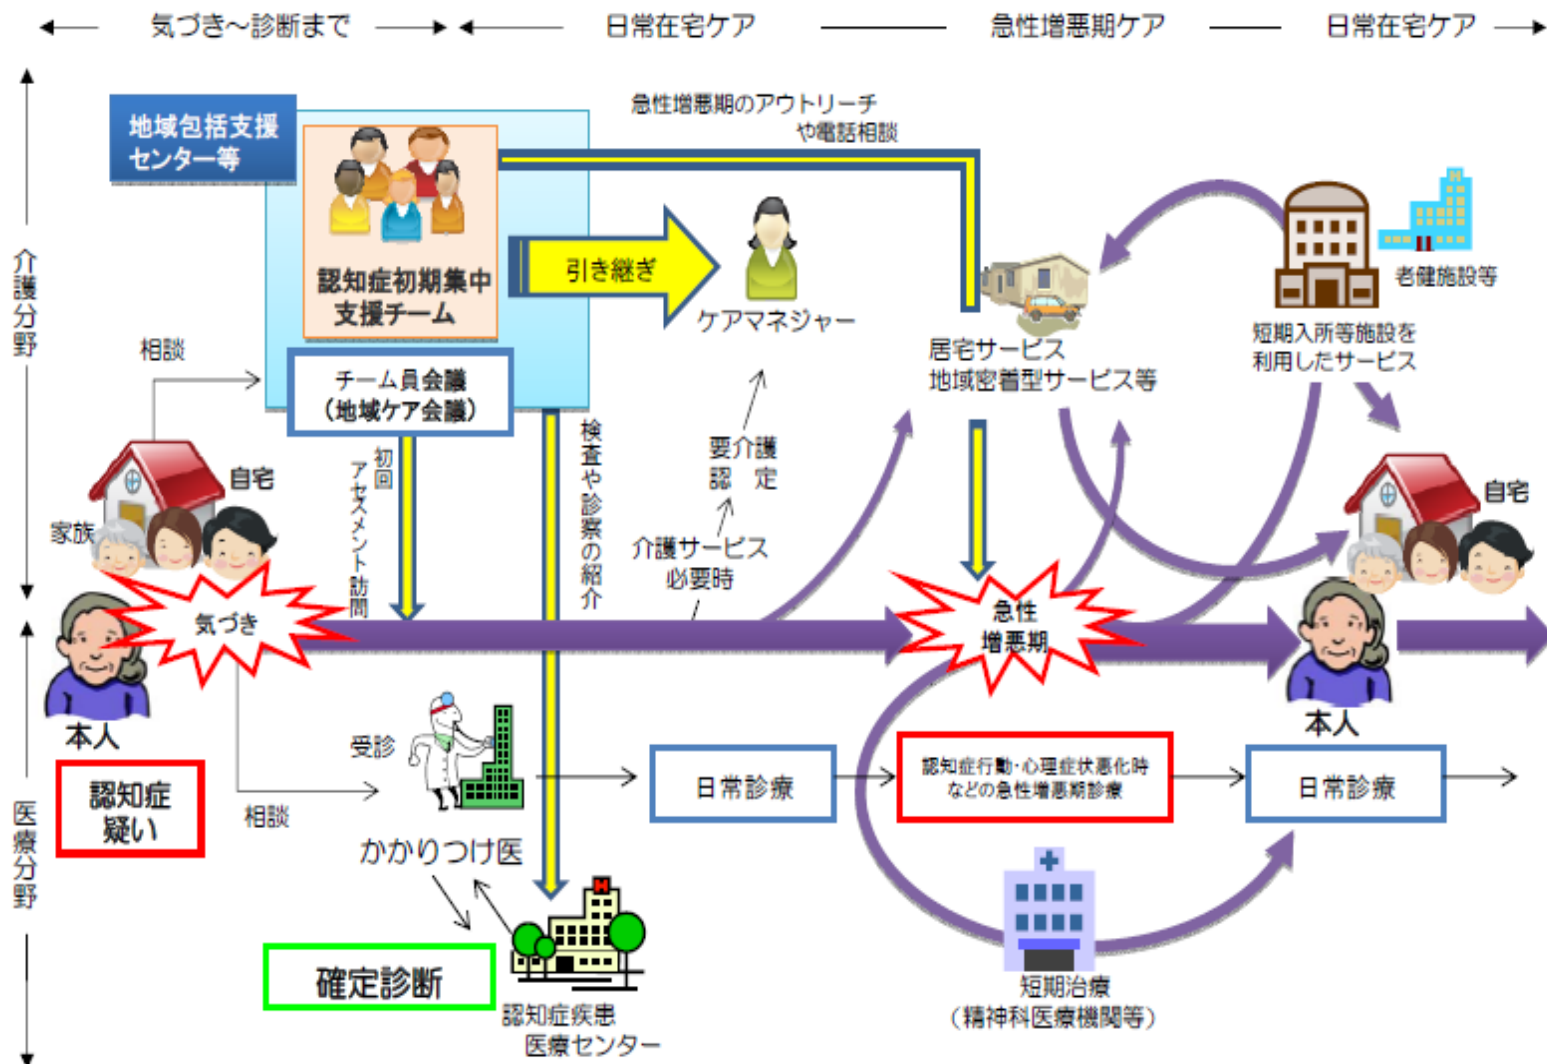 気づき～診断まで
日常在宅ケア
急性増悪期ケア
日常在宅ケア
介護分野
医療分野
地域包括支援
センター等
認知症初期集中
支援チーム
チーム員会議
（地域ケア会議）
急性増悪期のアウトリーチ
や電話相談
引き継ぎ
ケアマネジャー
居宅サービス
地域密着型サービス等
老健施設等
短期入所等施設を
利用したサービス
相談
自宅
家族
初回
アセスメント訪問
検査や診察の紹介
要介護
認　定
介護サービス
必要時
自宅
気づき
急性
増悪期
本人
本人
認知症
疑い
相談
受診
かかりつけ医
日常診療
認知症行動・心理症状悪化時
などの急性増悪期診療
日常診療
確定診断
H
認知症疾患
医療センター
短期治療
（精神科医療機関等）